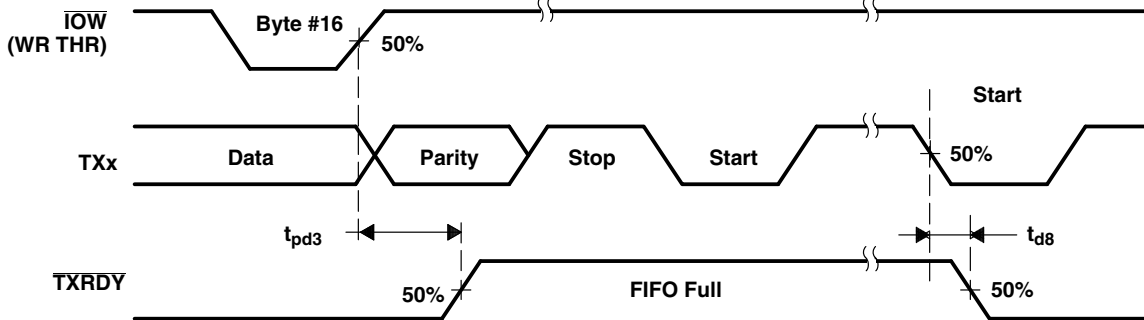 IOW
(WR THR)
Byte #16
50%
Start
TXx
Data
Parity
Stop
Start
50%
tpd3
td8
TXRDY
50%
FIFO Full
50%